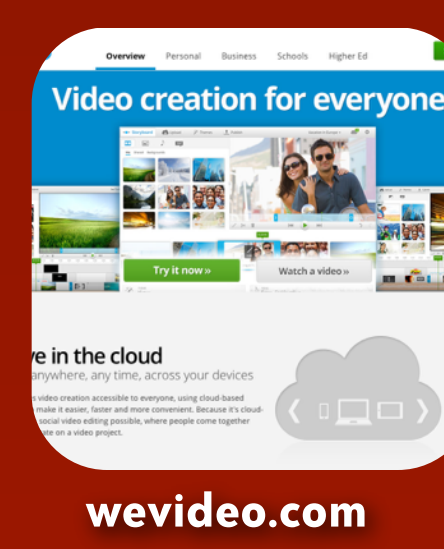 Overview Personal Business Schools Higher Ed
Video creation for everyone
Try it now » Watch a video »
e in the cloud
anywhere, any time, across your devices
s video creation accessible to everyone, using cloud-based
make it easier, faster and more convenient. Because it's cloud-
social video editing possible, where people come together
ate on a video project.
wevideo.com